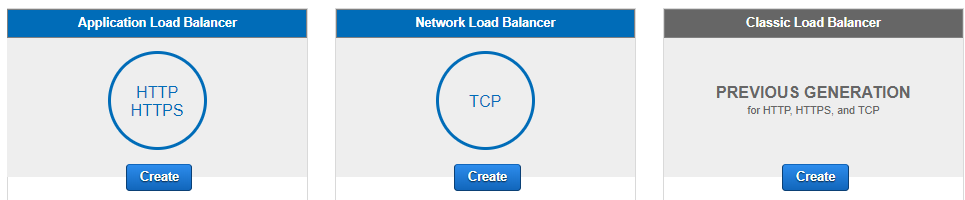 Application Load Balancer
HTTP
HTTPS
Create
Network Load Balancer
TCP
Create
Classic Load Balancer
PREVIOUS GENERATION
for HTTP, HTTPS, and TCP
Create